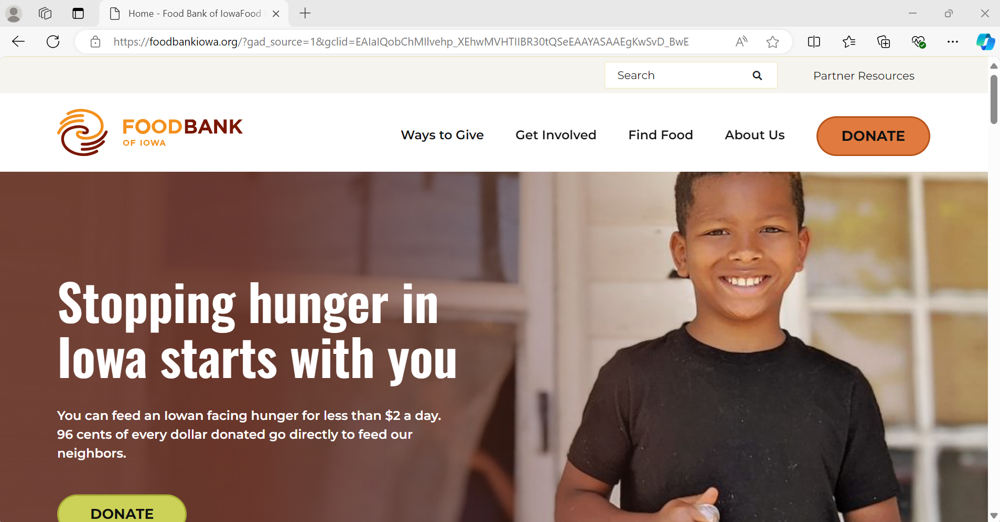 Home - Food Bank of IowaFood
https://foodbankiowa.org/?gad_source=1&gclid=EAIaIQobChMIlvehp_XEhwMVHTIIBR30tQSeEAAYASAAEgKwSvD_BwE
Search
Partner Resources
FOODBANK
OF IOWA
Ways to Give
Get Involved
Find Food
About Us
DONATE
Stopping hunger in
Iowa starts with you
You can feed an Iowan facing hunger for less than $2 a day.
96 cents of every dollar donated go directly to feed our
neighbors.
DONATE